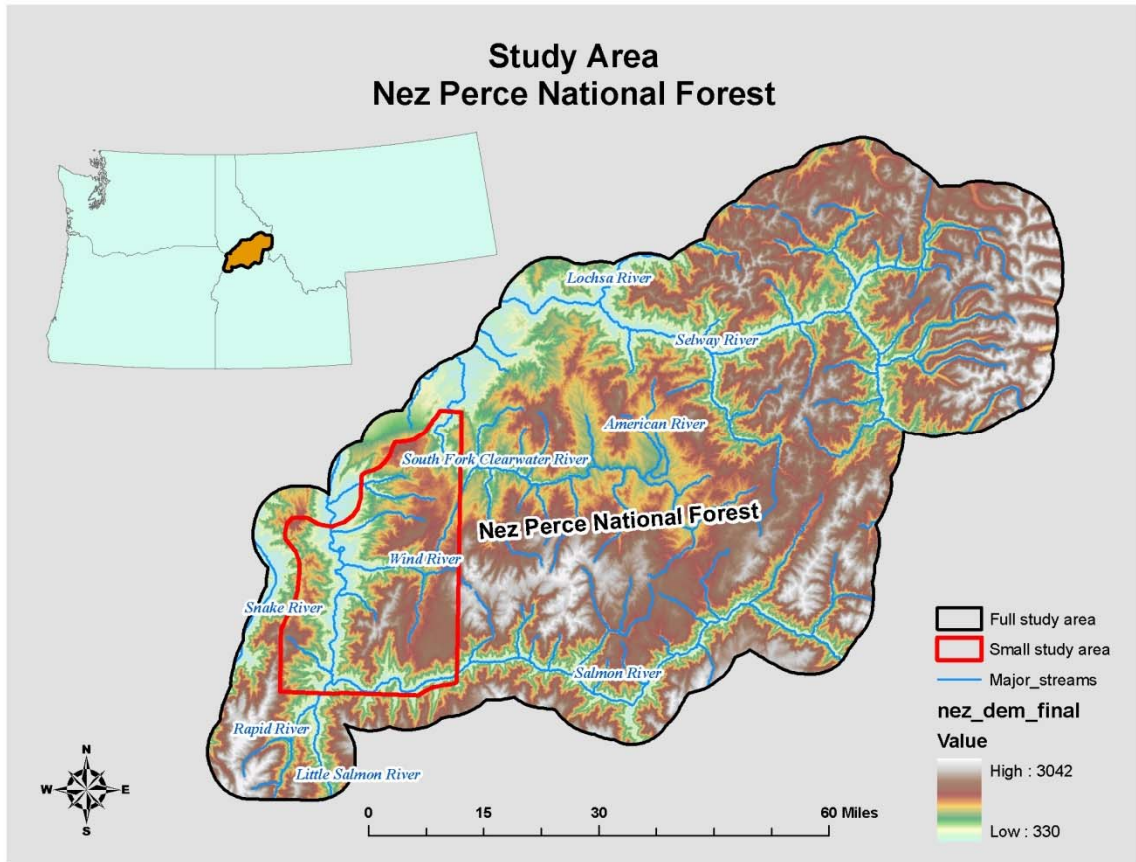 Study Area
Nez Perce National Forest
Lochsa River
Selway River
American River
South Fork Clearwater River
Nez Perce National Forest
Wind River
Snake River
Salmon River
Rapid River
Little Salmon River
Full study area
Small study area
Major_streams
nez_dem_final
Value
High : 3042
Low : 330
N
W E
S
0 15 30 60 Miles